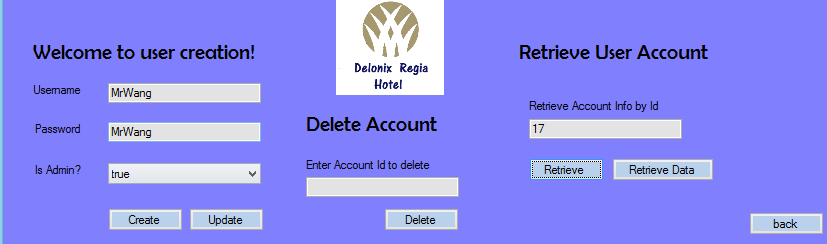 Welcome to user creation!
Username
MrWang
Password
MrWang
Is Admin?
true
Create
Update
Delonix Regia
Hotel
Delete Account
Enter Account Id to delete
Delete
Retrieve User Account
Retrieve Account Info by Id
17
Retrieve
Retrieve Data
back